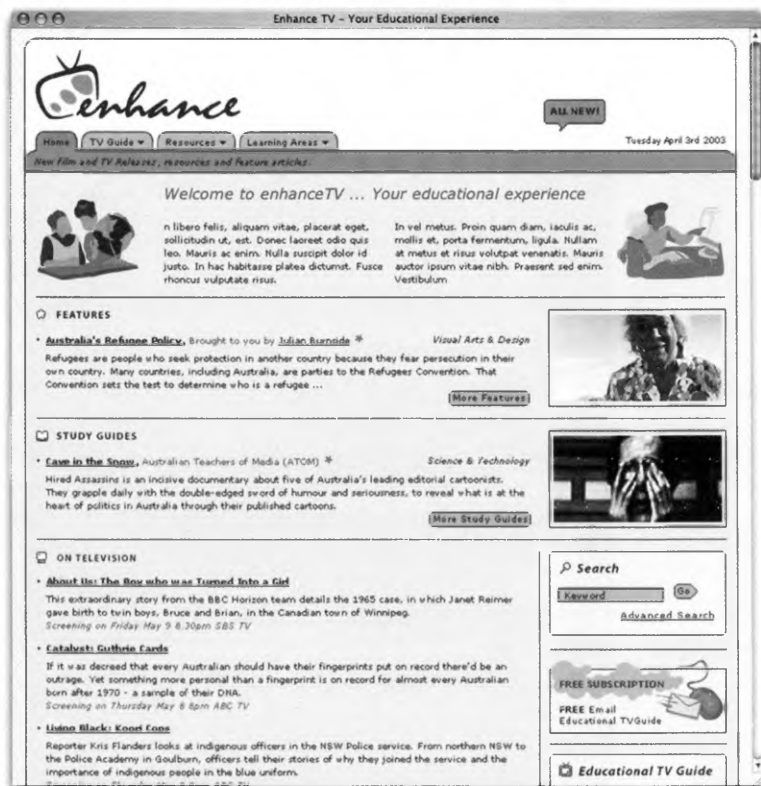 Enhance TV – Your Educational Experience
enhance
ALL NEW!
Home
TV Guide
Resources
Learning Areas
Tuesday April 3rd 2003
New Film and TV Releases, resources and feature articles.
Welcome to enhanceTV ... Your educational experience
n libero felis, aliquam vitae, placerat eget,
sollicitudin ut, est. Donec laoreet odio quis
leo. Mauris ac enim. Nulla suscipit dolor id
justo. In hac habitasse platea dictumst. Fusce
rhoncus vulputate risus.
In vel metus. Proin quam diam, iaculis ac,
mollis et, porta fermentum, ligula. Nullam
at metus et risus volutpat venenatis. Mauris
auctor ipsum vitae nibh. Praesent sed enim.
Vestibulum
FEATURES
• Australia's Refugee Policy, Brought to you by Julian Burnside *
Visual Arts & Design
Refugees are people who seek protection in another country because they fear persecution in their
own country. Many countries, including Australia, are parties to the Refugees Convention. That
Convention sets the test to determine who is a refugee ...
[More Features]
STUDY GUIDES
• Cave in the Snow, Australian Teachers of Media (ATOM) *
Science & Technology
Hired Assassins is an incisive documentary about five of Australia's leading editorial cartoonists.
They grapple daily with the double-edged sword of humour and seriousness, to reveal what is at the
heart of politics in Australia through their published cartoons.
[More Study Guides]
ON TELEVISION
• About Us: The Boy who was Turned Into a Girl
This extraordinary story from the BBC Horizon team details the 1965 case, in which Janet Reimer
gave birth to twin boys, Bruce and Brian, in the Canadian town of Winnipeg.
Screening on Friday May 9 8.30pm SBS TV
• Catalyst: Guthrie Cards
If it was decreed that every Australian should have their fingerprints put on record there'd be an
outrage. Yet something more personal than a fingerprint is on record for almost every Australian
born after 1970 - a sample of their DNA.
Screening on Thursday May 8 8pm ABC TV
• Living Black: Koori Cops
Reporter Kris Flanders looks at indigenous officers in the NSW Police service. From northern NSW to
the Police Academy in Goulburn, officers tell their stories of why they joined the service and the
importance of indigenous people in the blue uniform.
Search
Keyword
Go
Advanced Search
FREE SUBSCRIPTION
FREE Email
Educational TVGuide
Educational TV Guide